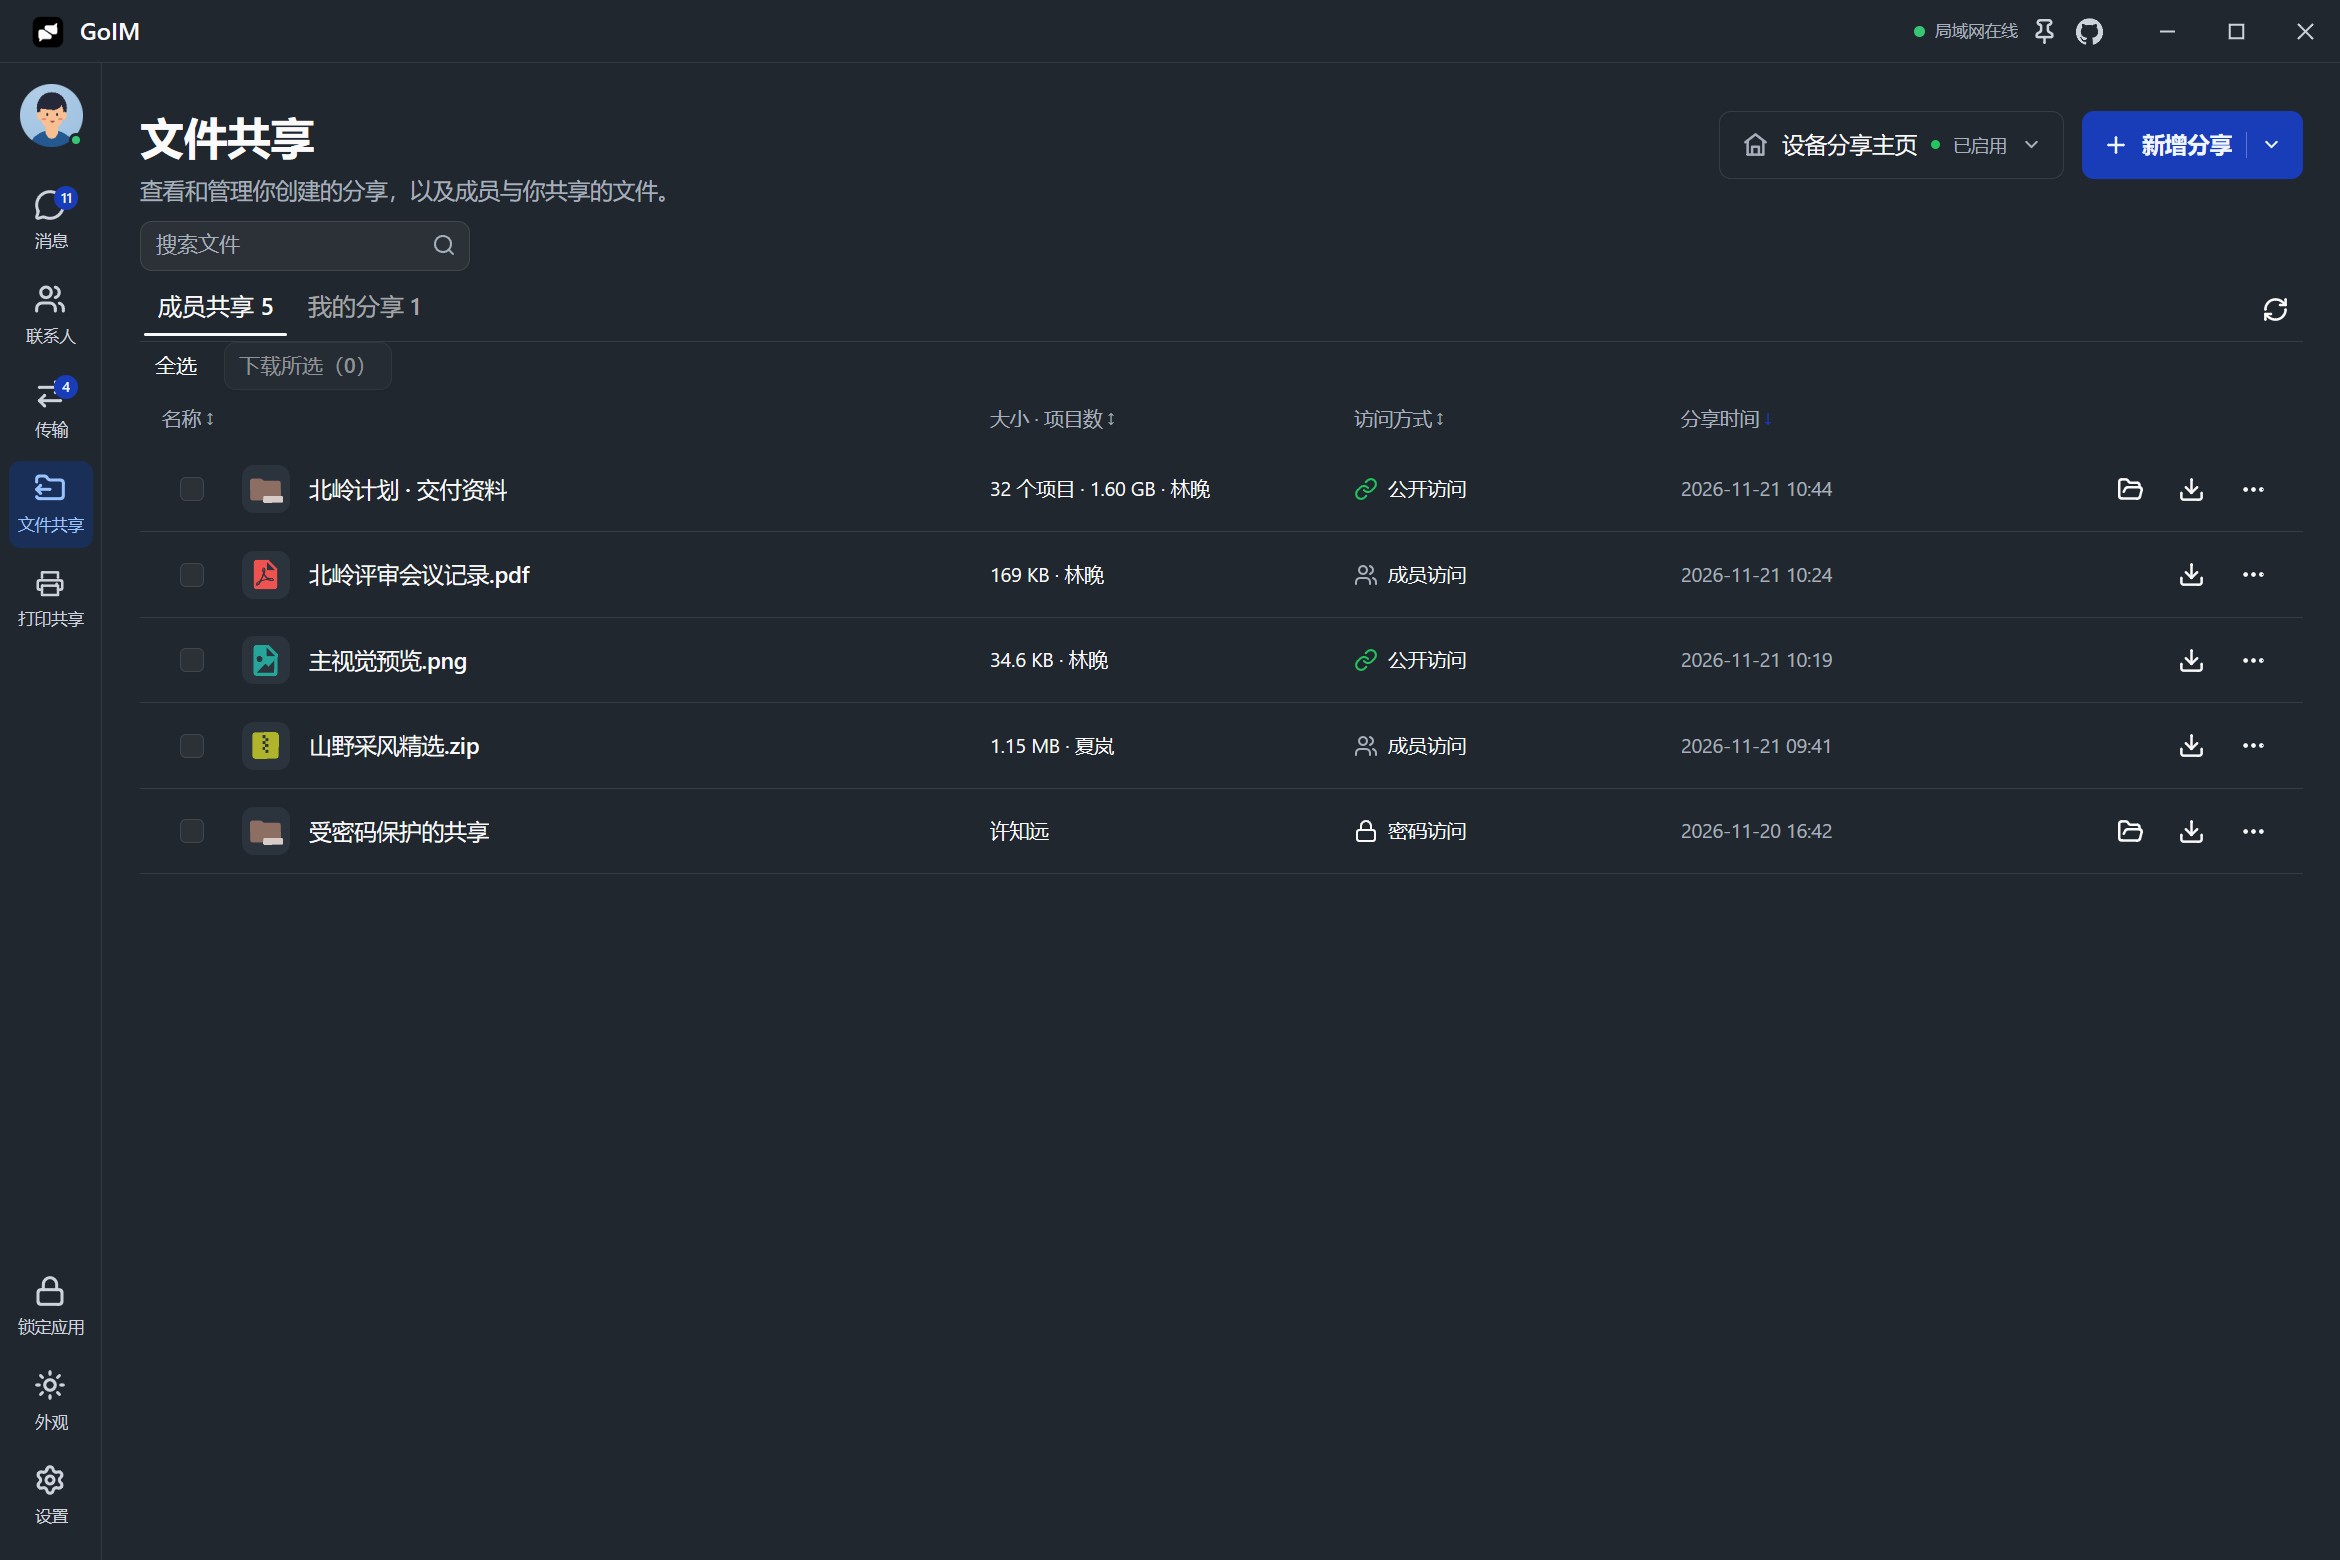 GoIM
局域网在线
文件共享
查看和管理你创建的分享，以及成员与你共享的文件。
设备分享主页 已启用
新增分享
搜索文件
成员共享 5 我的分享 1
全选 下载所选（0）
名称 大小 · 项目数 访问方式 分享时间
北岭计划 · 交付资料 32 个项目 · 1.60 GB · 林晚 公开访问 2026-11-21 10:44
北岭评审会议记录.pdf 169 KB · 林晚 成员访问 2026-11-21 10:24
主视觉预览.png 34.6 KB · 林晚 公开访问 2026-11-21 10:19
山野采风精选.zip 1.15 MB · 夏岚 成员访问 2026-11-21 09:41
受密码保护的共享 许知远 密码访问 2026-11-20 16:42
11
消息
联系人
4
传输
文件共享
打印共享
锁定应用
外观
设置